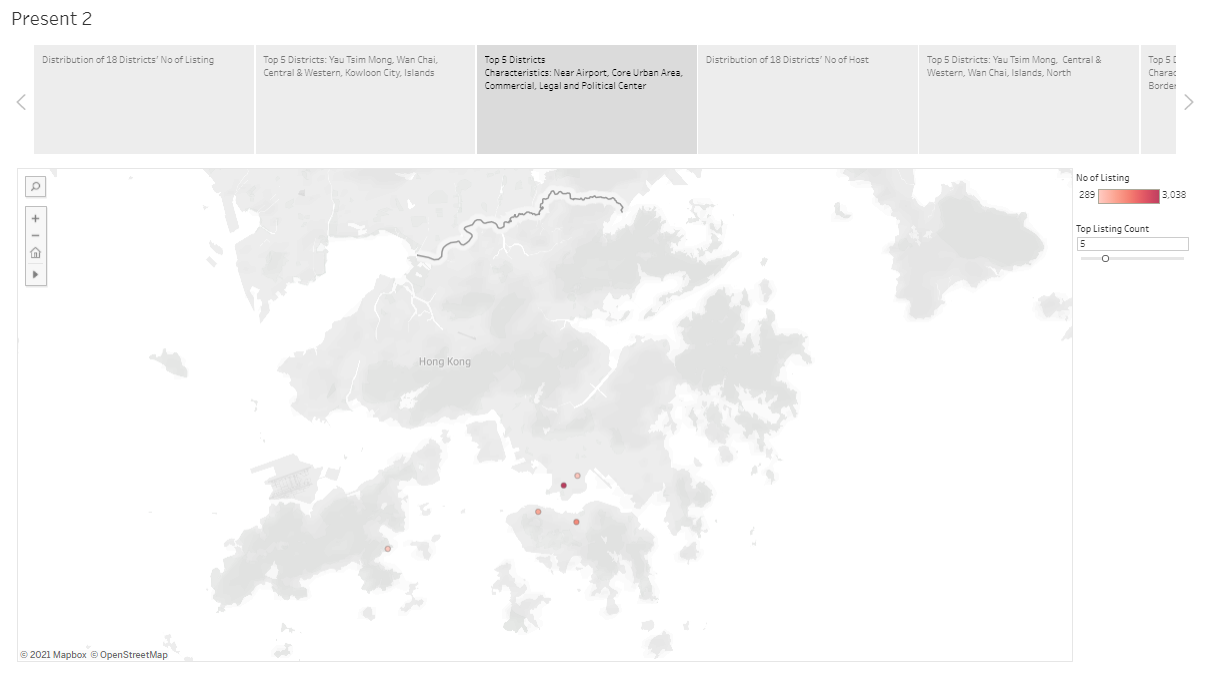 Present 2
Distribution of 18 Districts' No of Listing
Top 5 Districts: Yau Tsim Mong, Wan Chai,
Central & Western, Kowloon City, Islands
Top 5 Districts
Characteristics: Near Airport, Core Urban Area,
Commercial, Legal and Political Center
Distribution of 18 Districts' No of Host
Top 5 Districts: Yau Tsim Mong,  Central &
Western, Wan Chai, Islands, North
Top 5 D
Charac
Border
No of Listing
289 3,038
Top Listing Count
5
Hong Kong
© 2021 Mapbox © OpenStreetMap